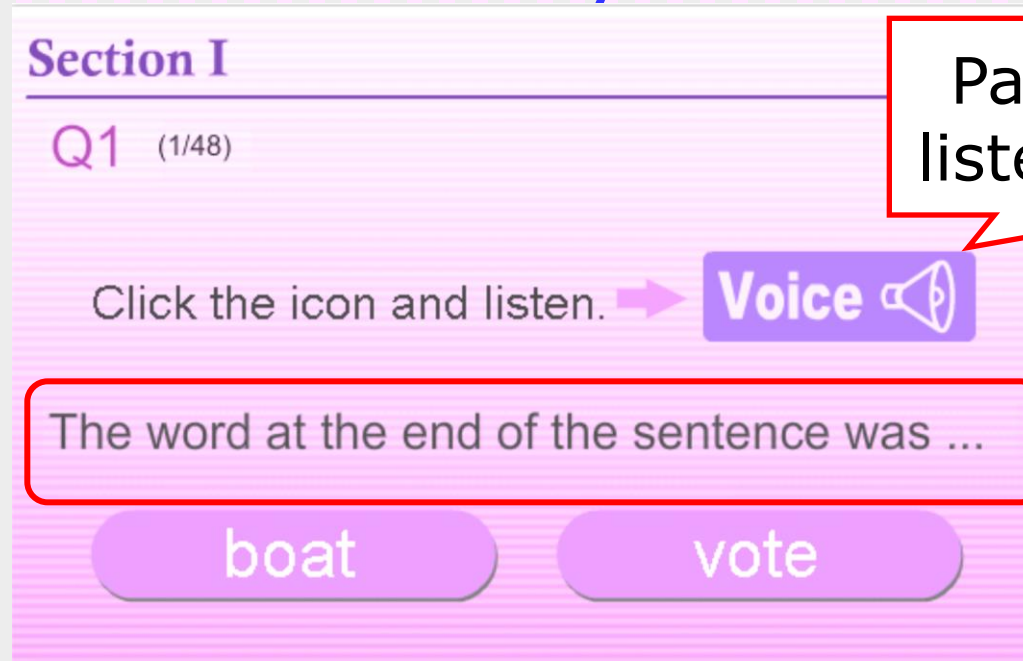 Section I
Q1 (1/48)
Click the icon and listen. Voice
The word at the end of the sentence was ...
boat vote